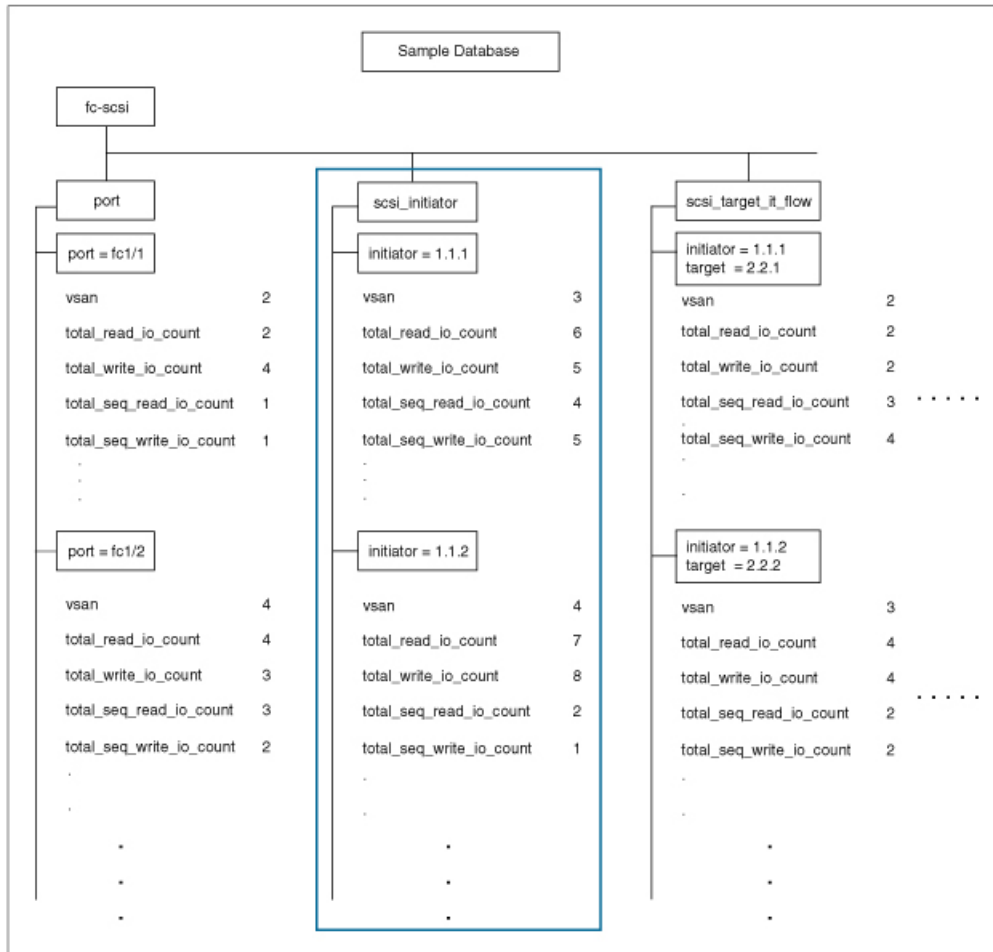 Sample Database
fc-scsi
port
port = fc1/1
vsan 2
total_read_io_count 2
total_write_io_count 4
total_seq_read_io_count 1
total_seq_write_io_count 1
port = fc1/2
vsan 4
total_read_io_count 4
total_write_io_count 3
total_seq_read_io_count 3
total_seq_write_io_count 2
scsi_initiator
initiator = 1.1.1
vsan 3
total_read_io_count 6
total_write_io_count 5
total_seq_read_io_count 4
total_seq_write_io_count 5
initiator = 1.1.2
vsan 4
total_read_io_count 7
total_write_io_count 8
total_seq_read_io_count 2
total_seq_write_io_count 1
scsi_target_it_flow
initiator = 1.1.1
target = 2.2.1
vsan 2
total_read_io_count 2
total_write_io_count 2
total_seq_read_io_count 3
total_seq_write_io_count 4
initiator = 1.1.2
target = 2.2.2
vsan 3
total_read_io_count 4
total_write_io_count 4
total_seq_read_io_count 2
total_seq_write_io_count 2